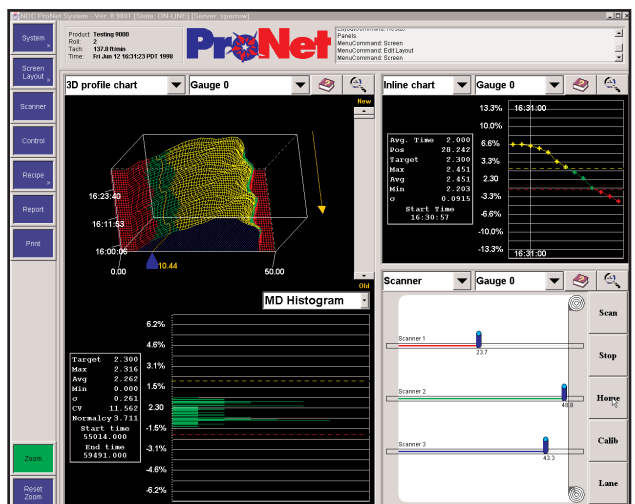 NDC ProNet System - Ver. 6.9801 [State: ON-LINE] [Server: sparrow]
System
»
Screen
Layout
»
Scanner
Control
Recipe
»
Report
Print
Zoom
Reset
Zoom
Product Testing 9000
Roll: 2
Tach: 137.8 ft/min
Time: Fri Jun 12 16:31:23 PDT 1998
ProNet
Panels
MenuCommand: Screen
MenuCommand: Edit Layout
MenuCommand: Screen
3D profile chart
Gauge 0
New
16:23:40
16:11:53
16:00:06
0.00
10.44
50.00
Old
MD Histogram
6.2%
4.6%
3.1%
1.5%
2.30
-1.5%
-3.1%
-4.6%
-6.2%
Target 2.300
Max 2.316
Avg 2.262
Min 0.000
σ 0.261
CV 11.562
Normalcy 3.711
Start time
55014.000
End time
59491.000
Inline chart
Gauge 0
13.3%
10.0%
6.6%
3.3%
2.30
-3.3%
-6.6%
-10.0%
-13.3%
16:31:00
16:31:00
Avg. Time 2.000
Pos 28.242
Target 2.300
Max 2.451
Avg 2.451
Min 2.203
σ 0.0915
Start Time
16:30:57
Scanner
Gauge 0
Scanner 1
23.7
Scanner 2
40.8
Scanner 3
43.3
Scan
Stop
Home
Calib
Lane